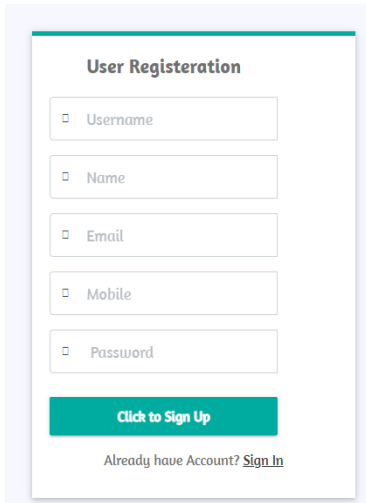 User Registeration
Username
Name
Email
Mobile
Password
Click to Sign Up
Already have Account? Sign In